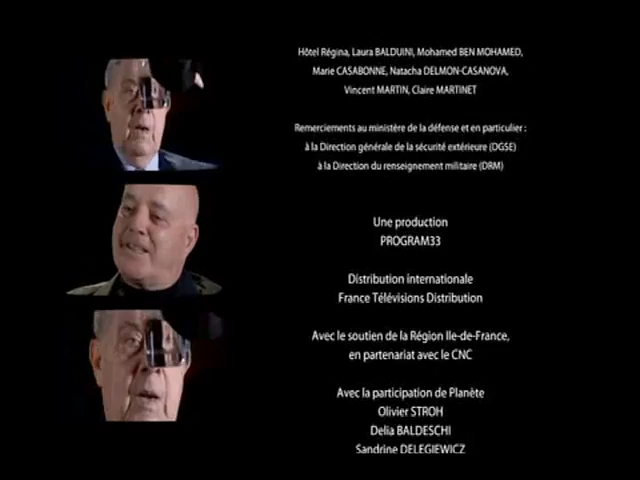 Hôtel Régina, Laura BALDUINI, Mohamed BEN MOHAMED,
Marie CASABONNE, Natacha DELMON-CASANOVA,
Vincent MARTIN, Claire MARTINET
Remerciements au ministère de la défense et en particulier :
à la Direction générale de la sécurité extérieure (DGSE)
à la Direction du renseignement militaire (DRM)
Une production
PROGRAM33
Distribution internationale
France Télévisions Distribution
Avec le soutien de la Région Ile-de-France,
en partenariat avec le CNC
Avec la participation de Planète
Olivier STROH
Delia BALDESCHI
Sandrine DELEGIEWICZ